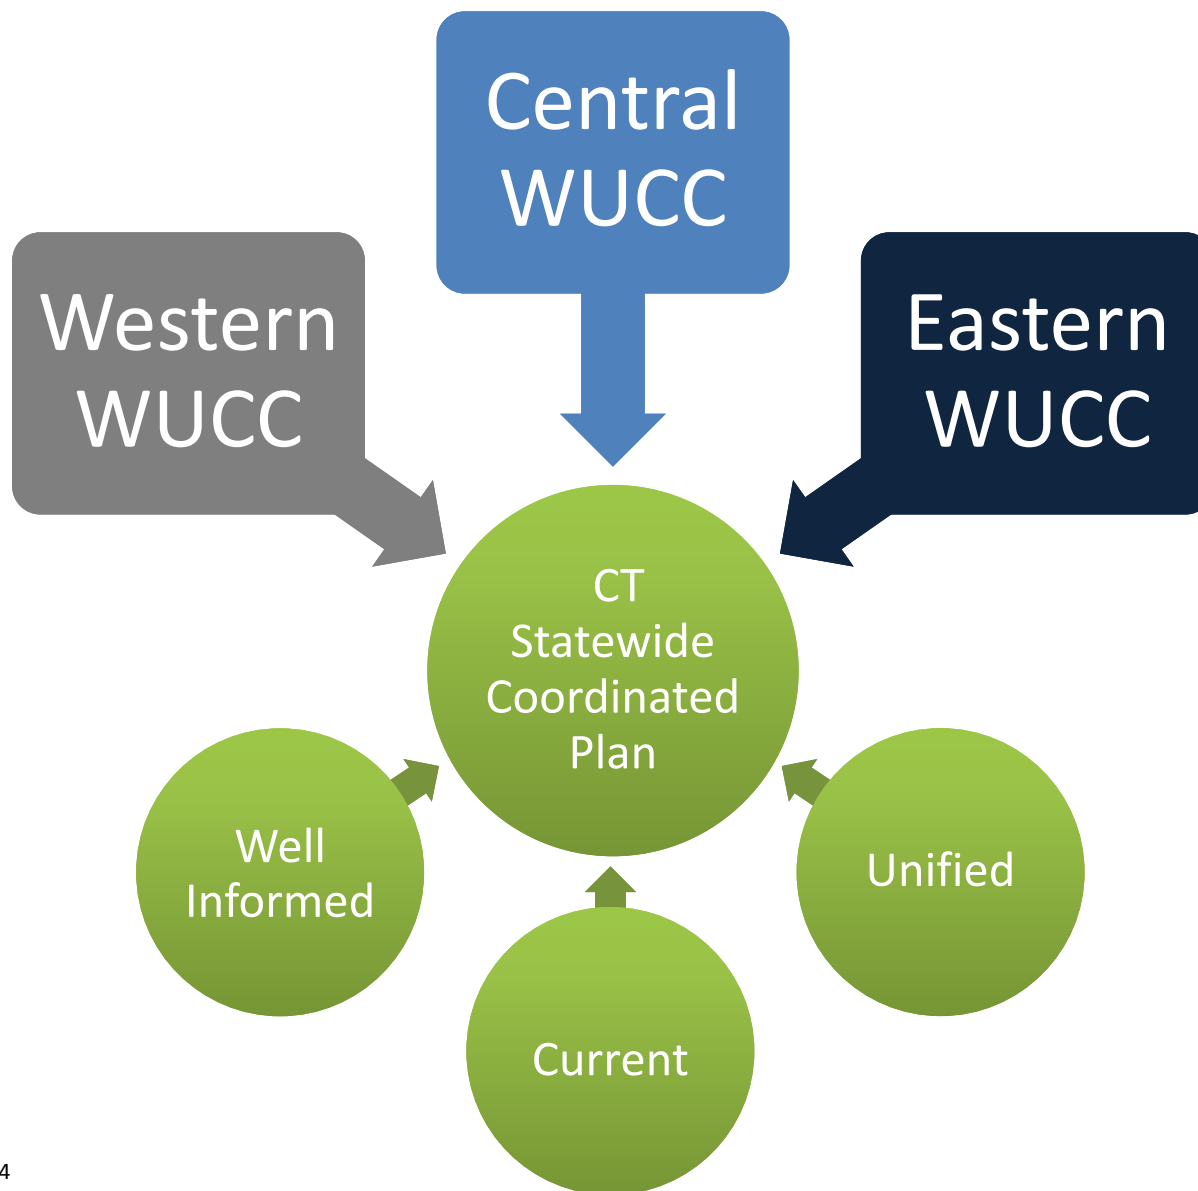 Central
WUCC
Western
WUCC
Eastern
WUCC
CT
Statewide
Coordinated
Plan
Well
Informed
Unified
Current
4